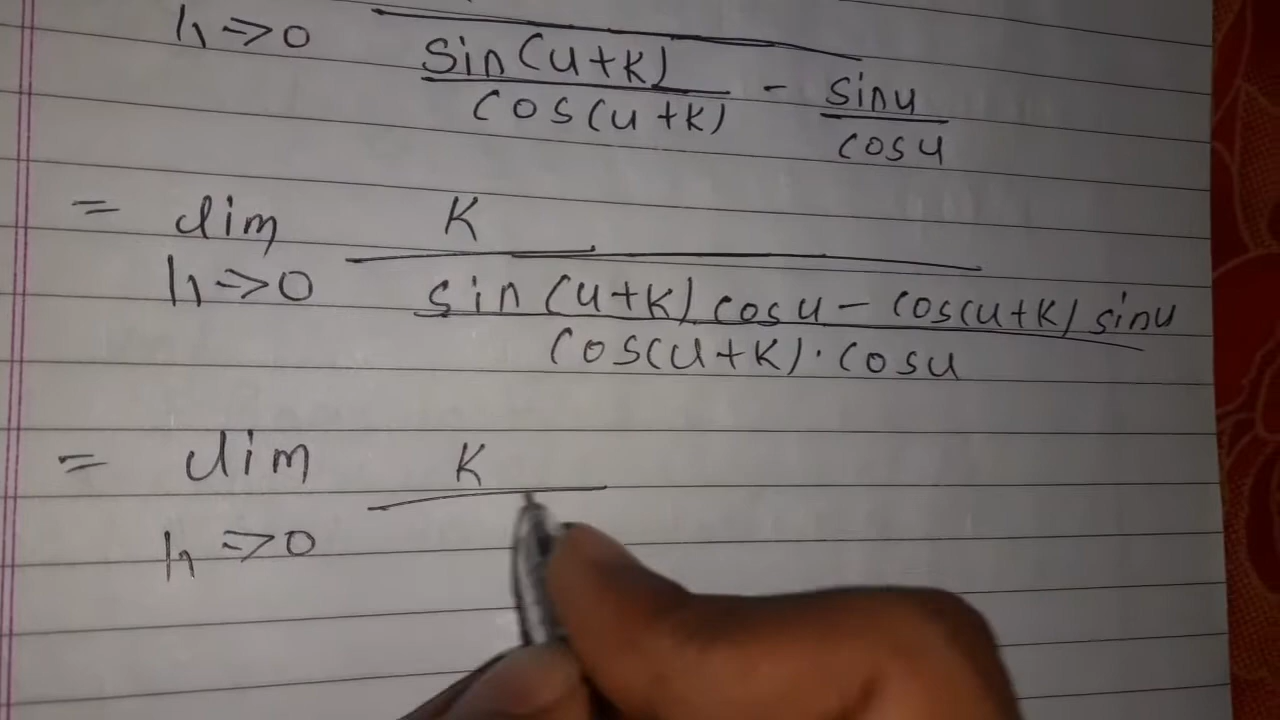 h->0 sin(u+k)/cos(u+k) - sinu/cosu
= lim K
h->0 sin(u+k) cosu - cos(u+k) sinu
cos(u+k) . cosu
= lim K
h->0